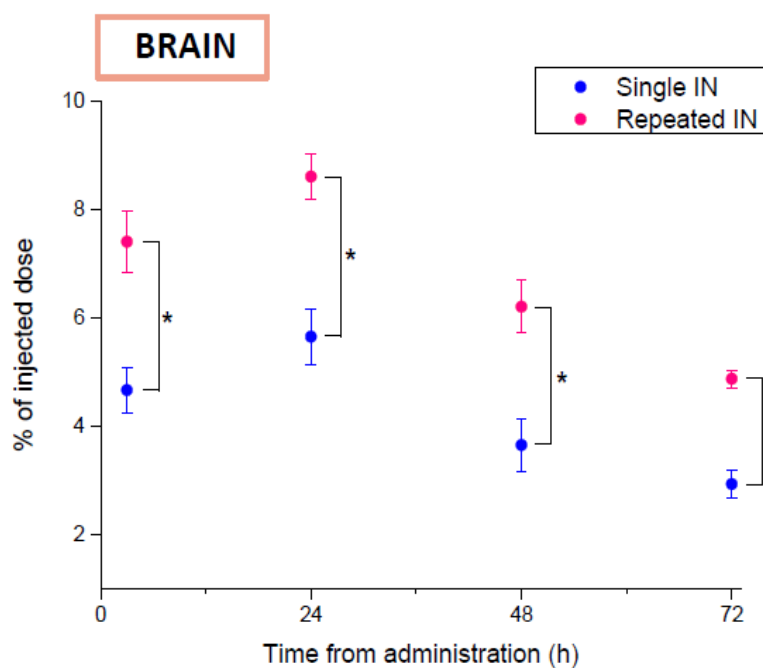 BRAIN
Single IN
Repeated IN
10
8
6
4
2
% of injected dose
*
*
*
0
24
48
72
Time from administration (h)